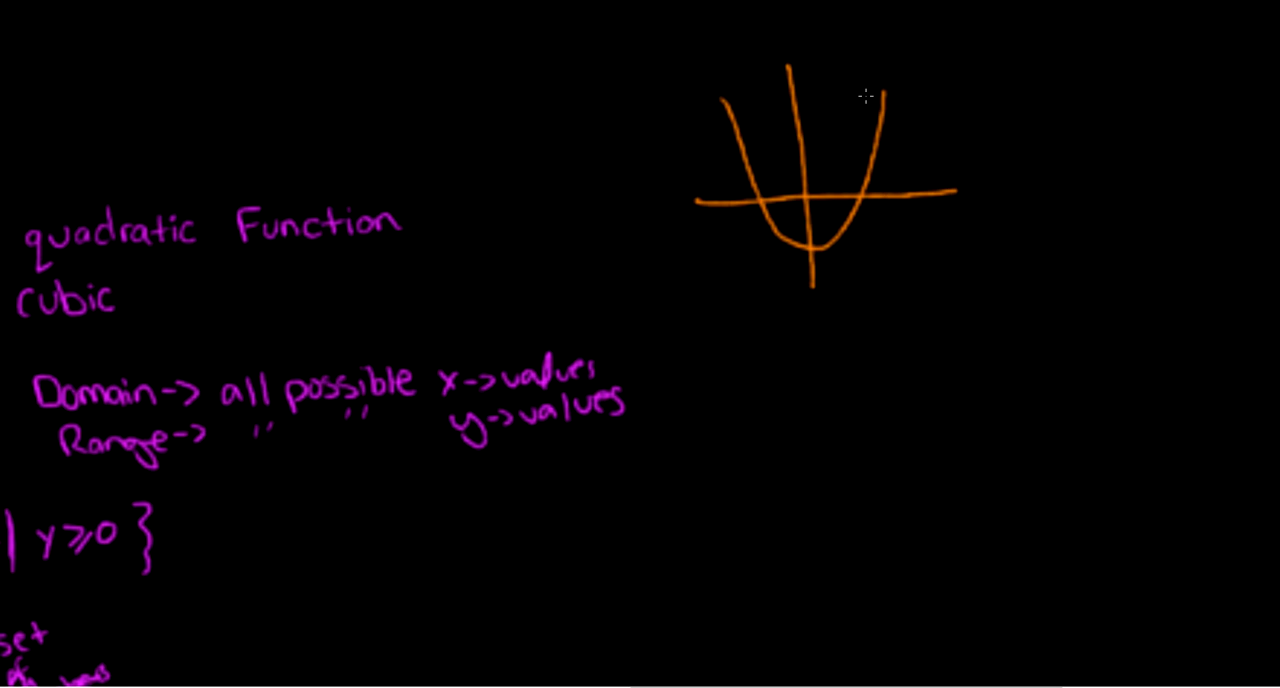 quadratic Function
cubic
Domain-> all possible x->values
Range-> " " y->values
| y≥0 }
set